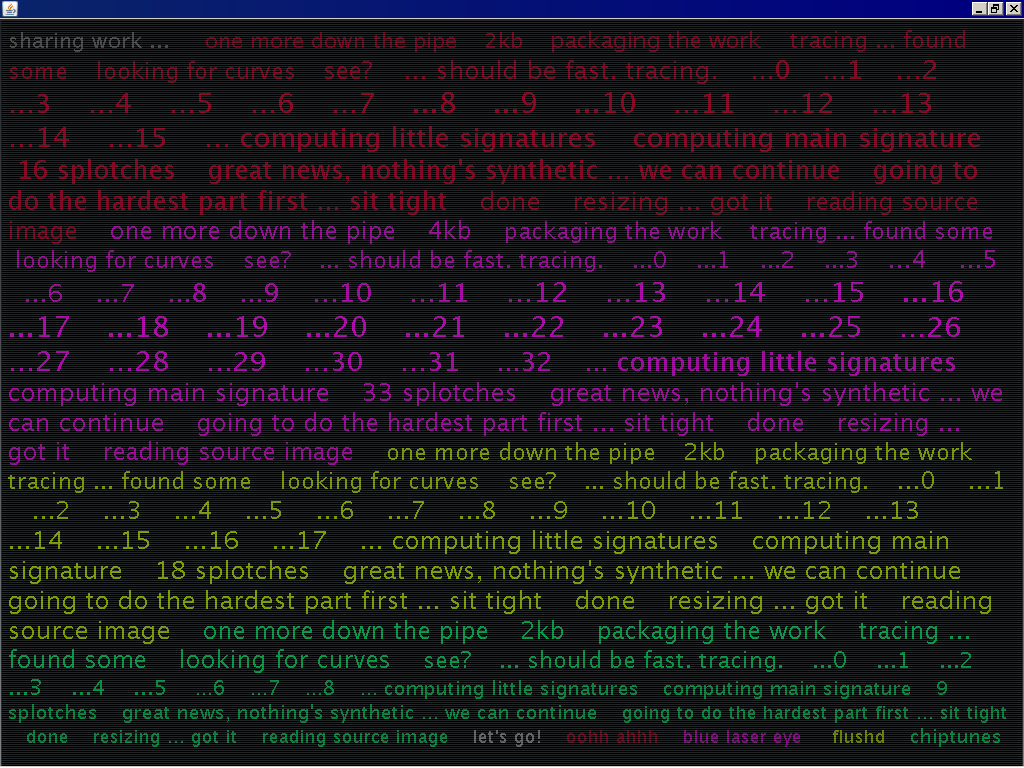 sharing work ... one more down the pipe 2kb packaging the work tracing ... found
some looking for curves see? ... should be fast. tracing. ...0 ...1 ...2
...3 ...4 ...5 ...6 ...7 ...8 ...9 ...10 ...11 ...12 ...13
...14 ...15 ... computing little signatures computing main signature
16 splotches great news, nothing's synthetic ... we can continue going to
do the hardest part first ... sit tight done resizing ... got it reading source
image one more down the pipe 4kb packaging the work tracing ... found some
looking for curves see? ... should be fast. tracing. ...0 ...1 ...2 ...3 ...4 ...5
...6 ...7 ...8 ...9 ...10 ...11 ...12 ...13 ...14 ...15 ...16
...17 ...18 ...19 ...20 ...21 ...22 ...23 ...24 ...25 ...26
...27 ...28 ...29 ...30 ...31 ...32 ... computing little signatures
computing main signature 33 splotches great news, nothing's synthetic ... we
can continue going to do the hardest part first ... sit tight done resizing ...
got it reading source image one more down the pipe 2kb packaging the work
tracing ... found some looking for curves see? ... should be fast. tracing. ...0 ...1
...2 ...3 ...4 ...5 ...6 ...7 ...8 ...9 ...10 ...11 ...12 ...13
...14 ...15 ...16 ...17 ... computing little signatures computing main
signature 18 splotches great news, nothing's synthetic ... we can continue
going to do the hardest part first ... sit tight done resizing ... got it reading
source image one more down the pipe 2kb packaging the work tracing ...
found some looking for curves see? ... should be fast. tracing. ...0 ...1 ...2
...3 ...4 ...5 ...6 ...7 ...8 ... computing little signatures computing main signature 9
splotches great news, nothing's synthetic ... we can continue going to do the hardest part first ... sit tight
done resizing ... got it reading source image let's go! oohh ahhh blue laser eye flushd chiptunes